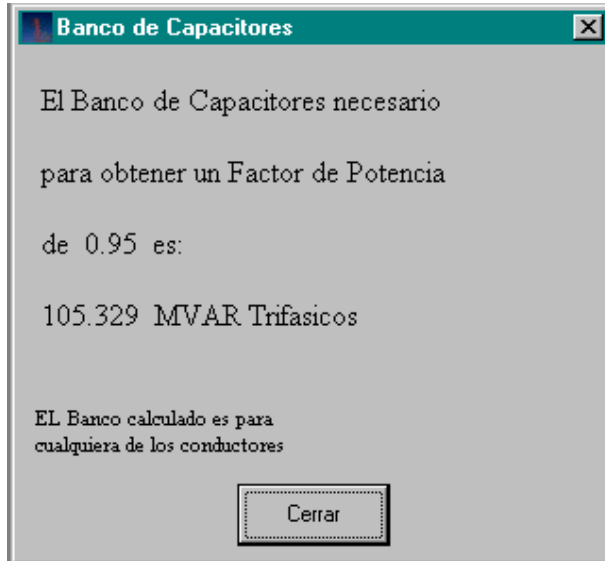 Banco de Capacitores
El Banco de Capacitores necesario
para obtener un Factor de Potencia
de 0.95 es:
105.329 MVAR Trifasicos
EL Banco calculado es para
cualquiera de los conductores
Cerrar